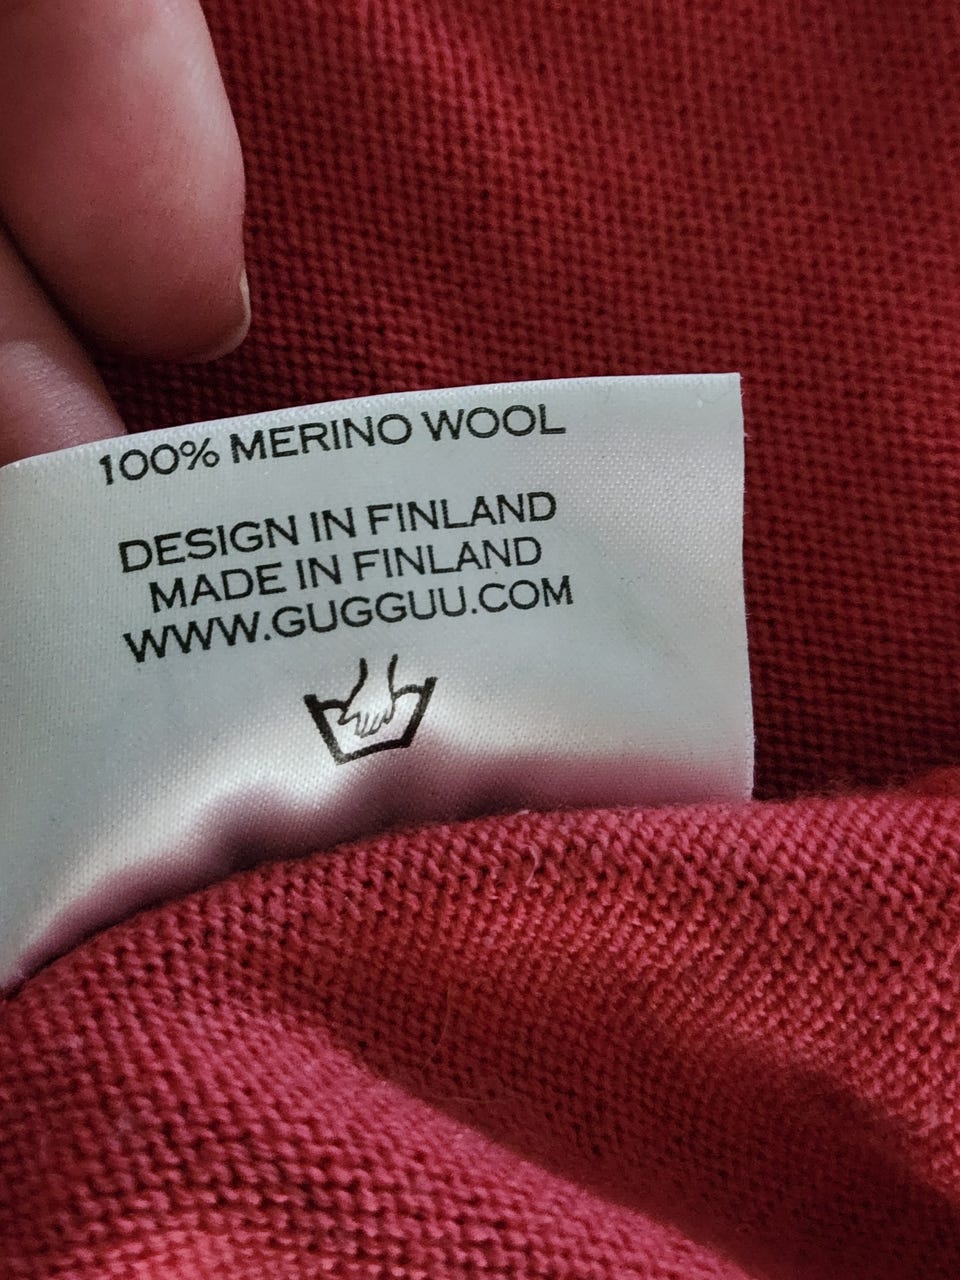 100% MERINO WOOL
DESIGN IN FINLAND
MADE IN FINLAND
WWW.GUGGUU.COM